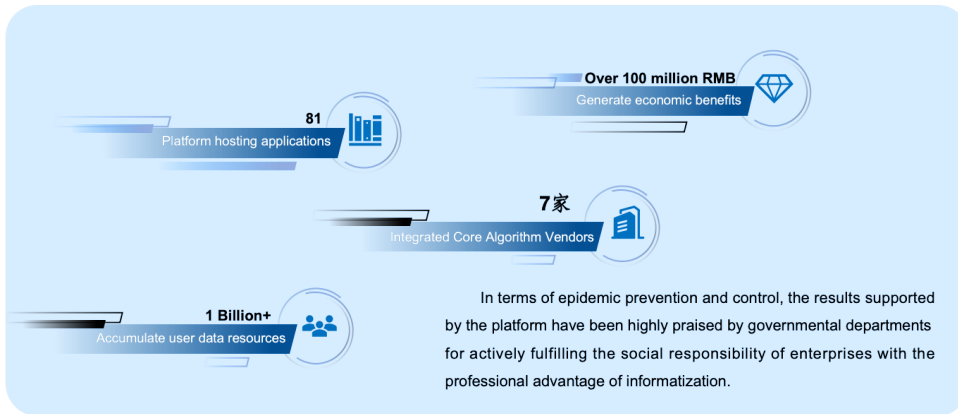 Over 100 million RMB
Generate economic benefits
81
Platform hosting applications
7家
Integrated Core Algorithm Vendors
1 Billion+
Accumulate user data resources
In terms of epidemic prevention and control, the results supported
by the platform have been highly praised by governmental departments
for actively fulfilling the social responsibility of enterprises with the
professional advantage of informatization.